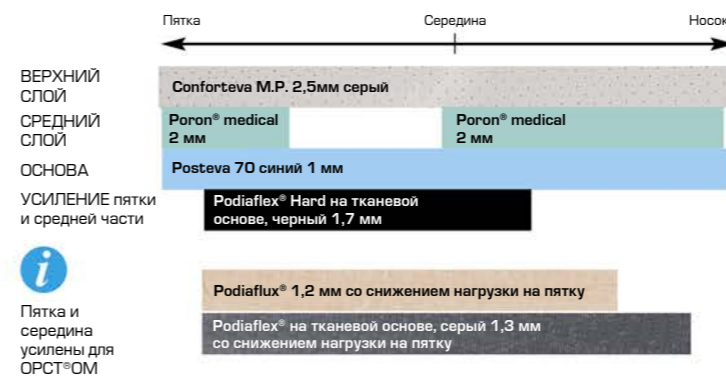 Пятка Середина Носок
ВЕРХНИЙ
СЛОЙ
Conforteva M.P. 2,5мм серый
СРЕДНИЙ
СЛОЙ
Poron® medical
2 мм
Poron® medical
2 мм
ОСНОВА
Posteva 70 синий 1 мм
УСИЛЕНИЕ пятки
и средней части
Podiaflex® Hard на тканевой
основе, черный 1,7 мм
i
Пятка и
середина
усилены для
ОРСТ®ОМ
Podiaflux® 1,2 мм со снижением нагрузки на пятку
Podiaflex® на тканевой основе, серый 1,3 мм
со снижением нагрузки на пятку